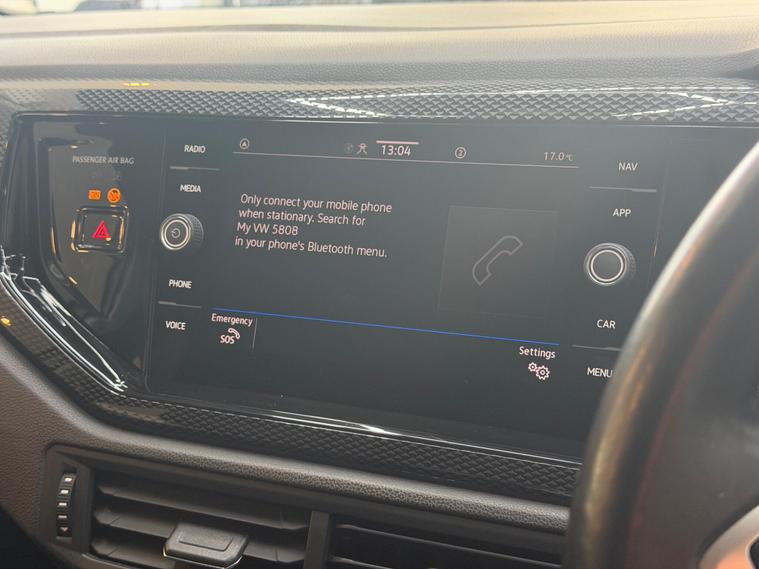 PASSENGER AIR BAG
RADIO
MEDIA
PHONE
VOICE
13:04
2
17.0°C
Only connect your mobile phone
when stationary. Search for
My VW 5808
in your phone's Bluetooth menu.
Emergency
SOS
Settings
NAV
APP
CAR
MENU